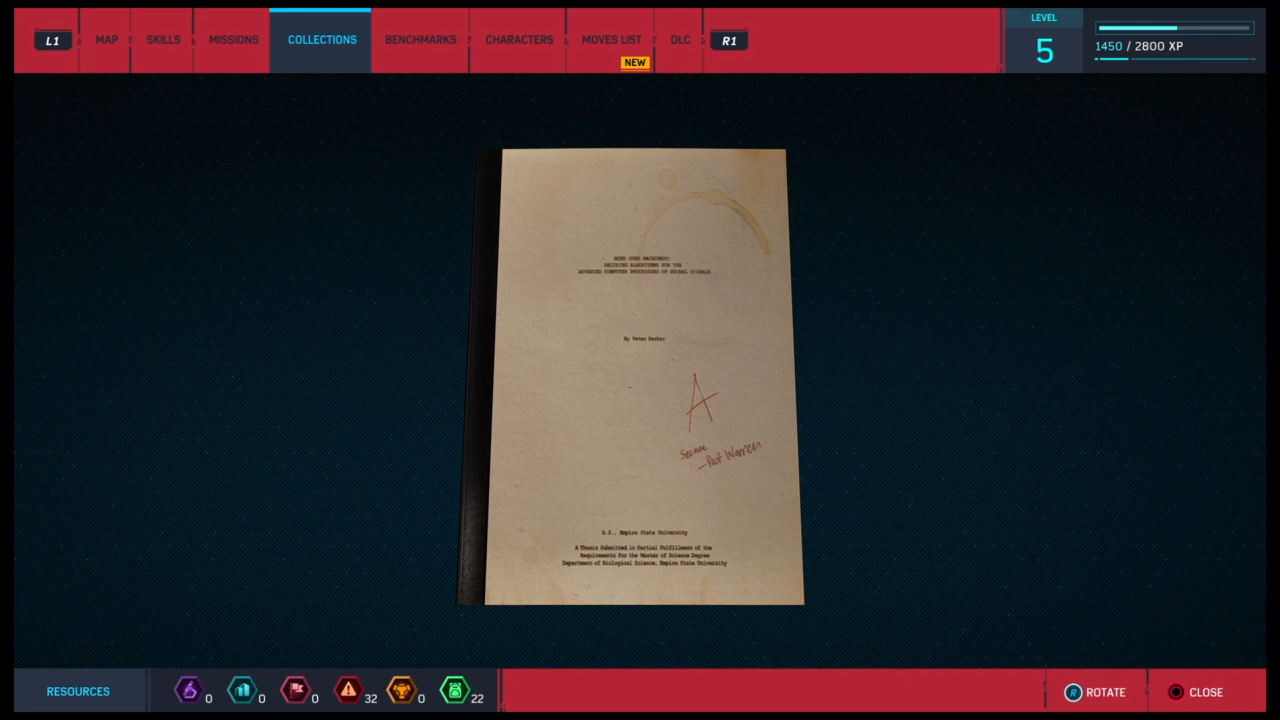 L1 MAP SKILLS MISSIONS COLLECTIONS BENCHMARKS CHARACTERS MOVES LIST DLC R1
NEW
LEVEL
5
1450 / 2800 XP
MIND OVER MACHINERY:
DESIGING ALGORITHMS FOR THE
ADVANCED COMPUTER PROCESSING OF NEURAL SIGNALS
By Peter Parker
A
See me
—Prof Warren
B.S., Empire State University
A Thesis Submitted in Partial Fulfillment of the
Requirements for the Master of Science Degree
Department of Biological Science, Empire State University
RESOURCES 0 0 0 32 0 22
R ROTATE CLOSE